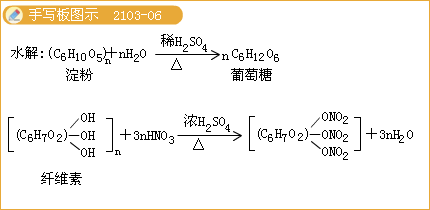 手写板图示 2103-06
水解:(C6H10O5)n+nH2O 稀H2SO4 △ nC6H12O6
淀粉 葡萄糖
[(C6H7O2) OH OH OH]n+3nHNO3 浓H2SO4 △ [(C6H7O2) ONO2 ONO2 ONO2]+3nH2O
纤维素